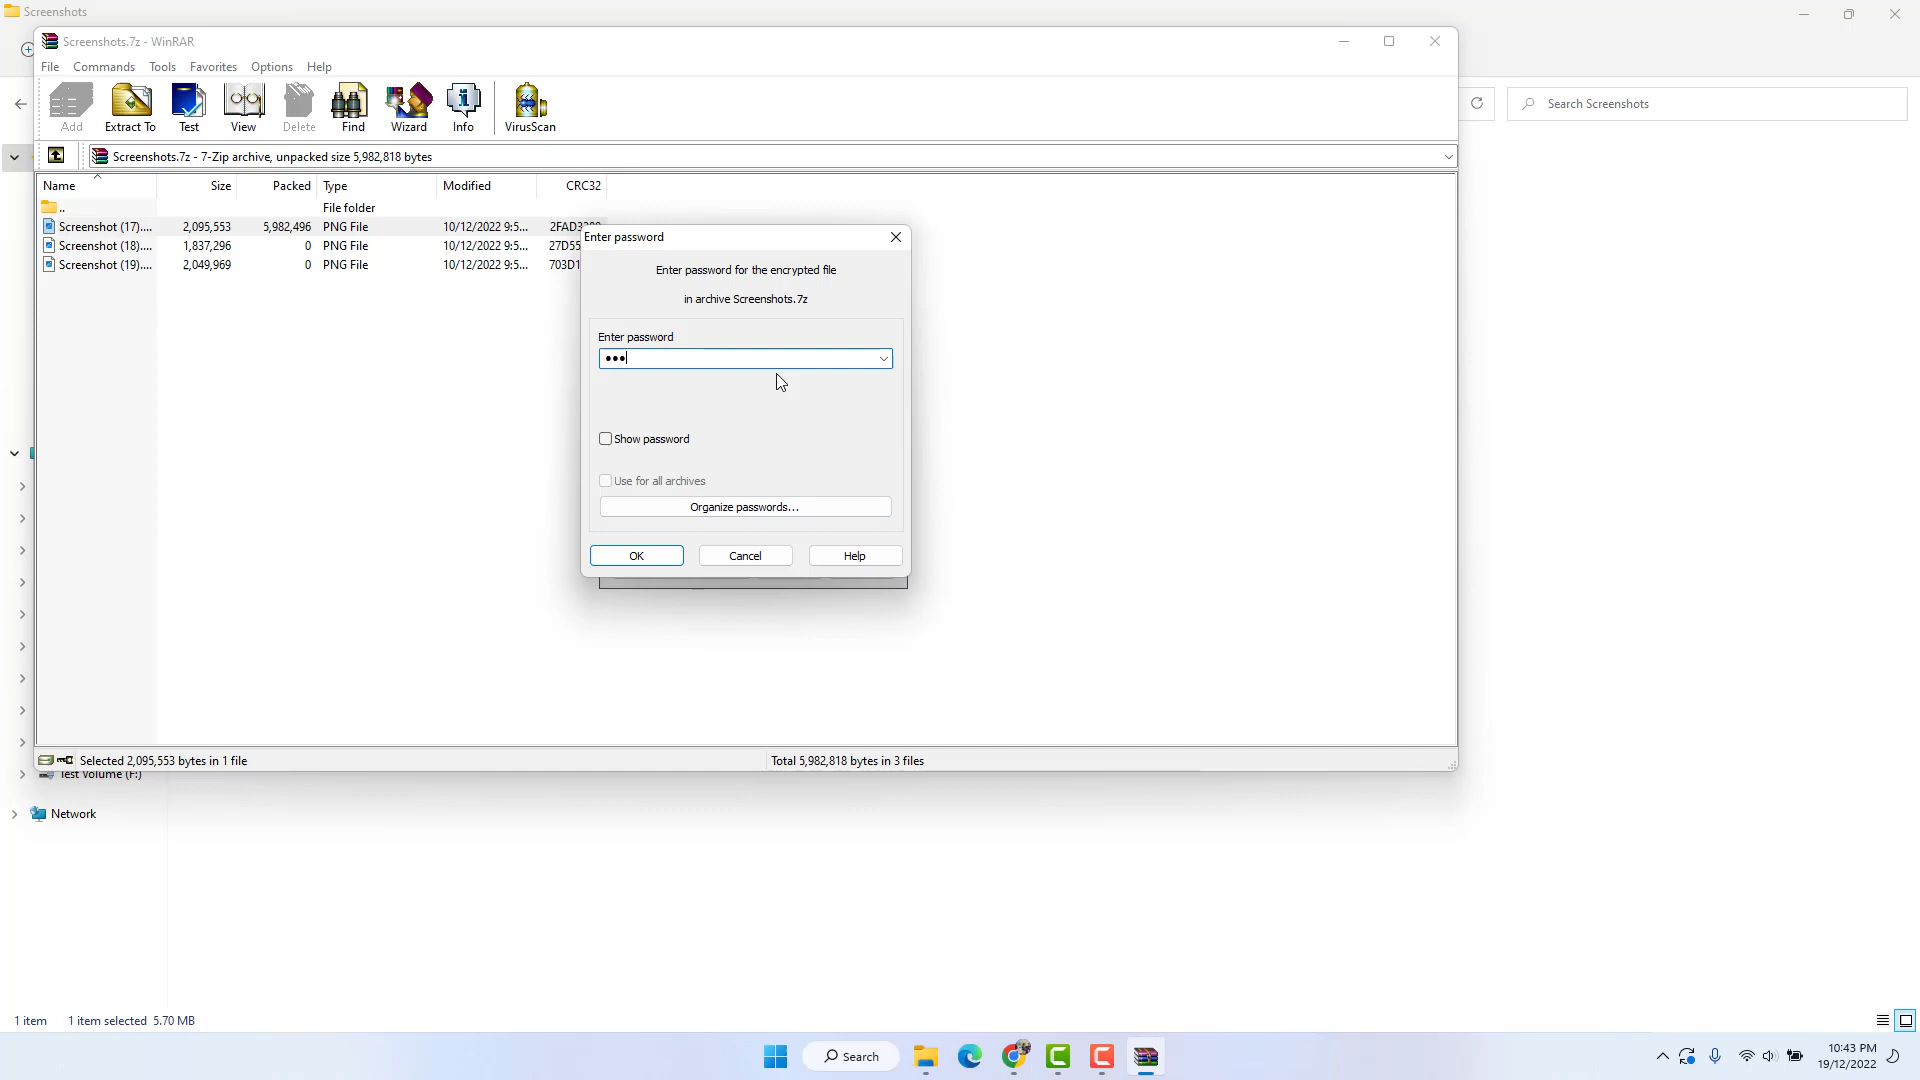 Screenshots
Screenshots.7z - WinRAR
File Commands Tools Favorites Options Help
Add Extract To Test View Delete Find Wizard Info VirusScan
Search Screenshots
Screenshots.7z - 7-Zip archive, unpacked size 5,982,818 bytes
Name Size Packed Type Modified CRC32
.. File folder
Screenshot (17).... 2,095,553 5,982,496 PNG File 10/12/2022 9:5...
Screenshot (18).... 1,837,296 0 PNG File 10/12/2022 9:5... 27D55
Screenshot (19).... 2,049,969 0 PNG File 10/12/2022 9:5... 703D1
Enter password
Enter password for the encrypted file
in archive Screenshots.7z
Enter password
•••
Show password
Use for all archives
Organize passwords...
OK Cancel Help
Selected 2,095,553 bytes in 1 file Total 5,982,818 bytes in 3 files
Test Volume (F:)
Network
1 item 1 item selected 5.70 MB
Search
10:43 PM
19/12/2022